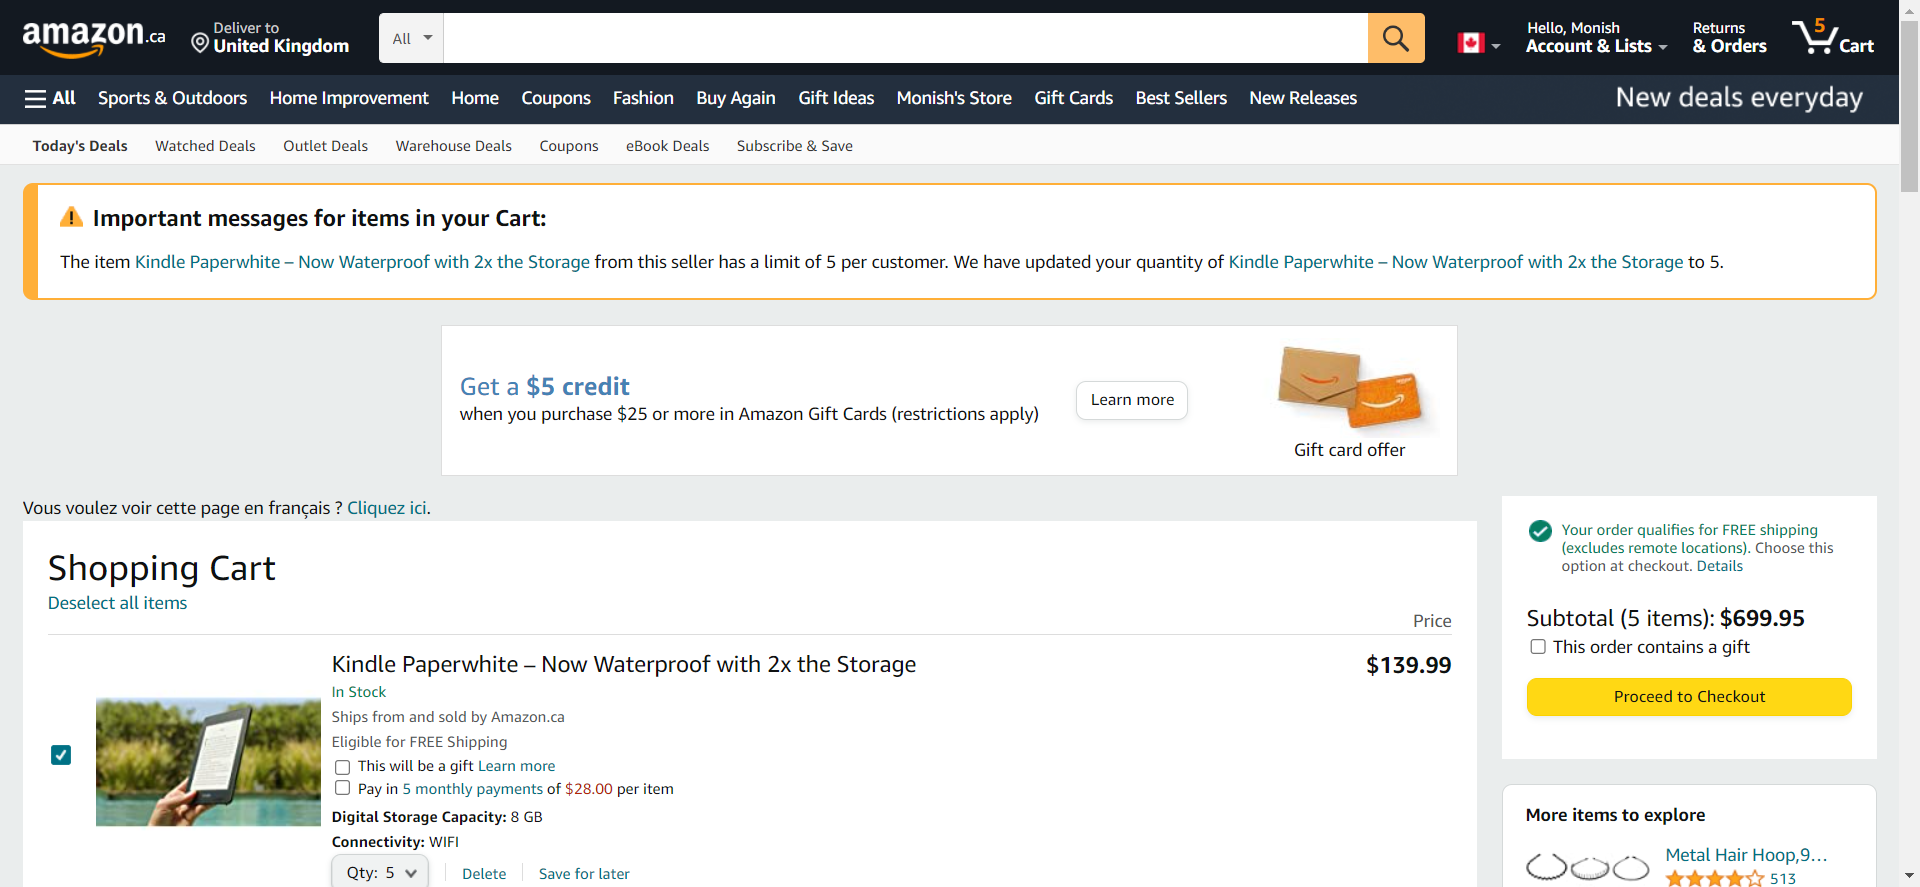 amazon.ca
Deliver to
United Kingdom
All
Hello, Monish
Account & Lists
Returns
& Orders
5
Cart
All
Sports & Outdoors
Home Improvement
Home
Coupons
Fashion
Buy Again
Gift Ideas
Monish's Store
Gift Cards
Best Sellers
New Releases
New deals everyday
Today's Deals
Watched Deals
Outlet Deals
Warehouse Deals
Coupons
eBook Deals
Subscribe & Save
Important messages for items in your Cart:
The item Kindle Paperwhite – Now Waterproof with 2x the Storage from this seller has a limit of 5 per customer. We have updated your quantity of Kindle Paperwhite – Now Waterproof with 2x the Storage to 5.
Get a $5 credit
when you purchase $25 or more in Amazon Gift Cards (restrictions apply)
Learn more
Gift card offer
Vous voulez voir cette page en français ? Cliquez ici.
Shopping Cart
Deselect all items
Price
Kindle Paperwhite – Now Waterproof with 2x the Storage
$139.99
In Stock
Ships from and sold by Amazon.ca
Eligible for FREE Shipping
This will be a gift Learn more
Pay in 5 monthly payments of $28.00 per item
Digital Storage Capacity: 8 GB
Connectivity: WIFI
Qty: 5
Delete
Save for later
Your order qualifies for FREE shipping
(excludes remote locations). Choose this
option at checkout. Details
Subtotal (5 items): $699.95
This order contains a gift
Proceed to Checkout
More items to explore
Metal Hair Hoop,9...
513